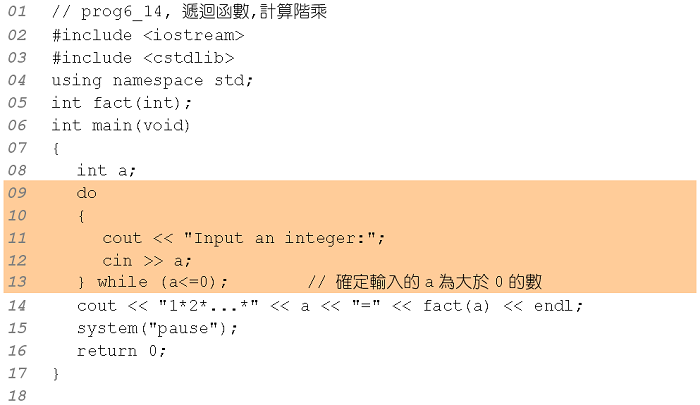 01 // prog6_14, 遞迴函數,計算階乘
02 #include <iostream>
03 #include <cstdlib>
04 using namespace std;
05 int fact(int);
06 int main(void)
07 {
08 int a;
09 do
10 {
11 cout << "Input an integer:";
12 cin >> a;
13 } while (a<=0); // 確定輸入的 a 為大於 0 的數
14 cout << "1*2*...*" << a << "=" << fact(a) << endl;
15 system("pause");
16 return 0;
17 }
18